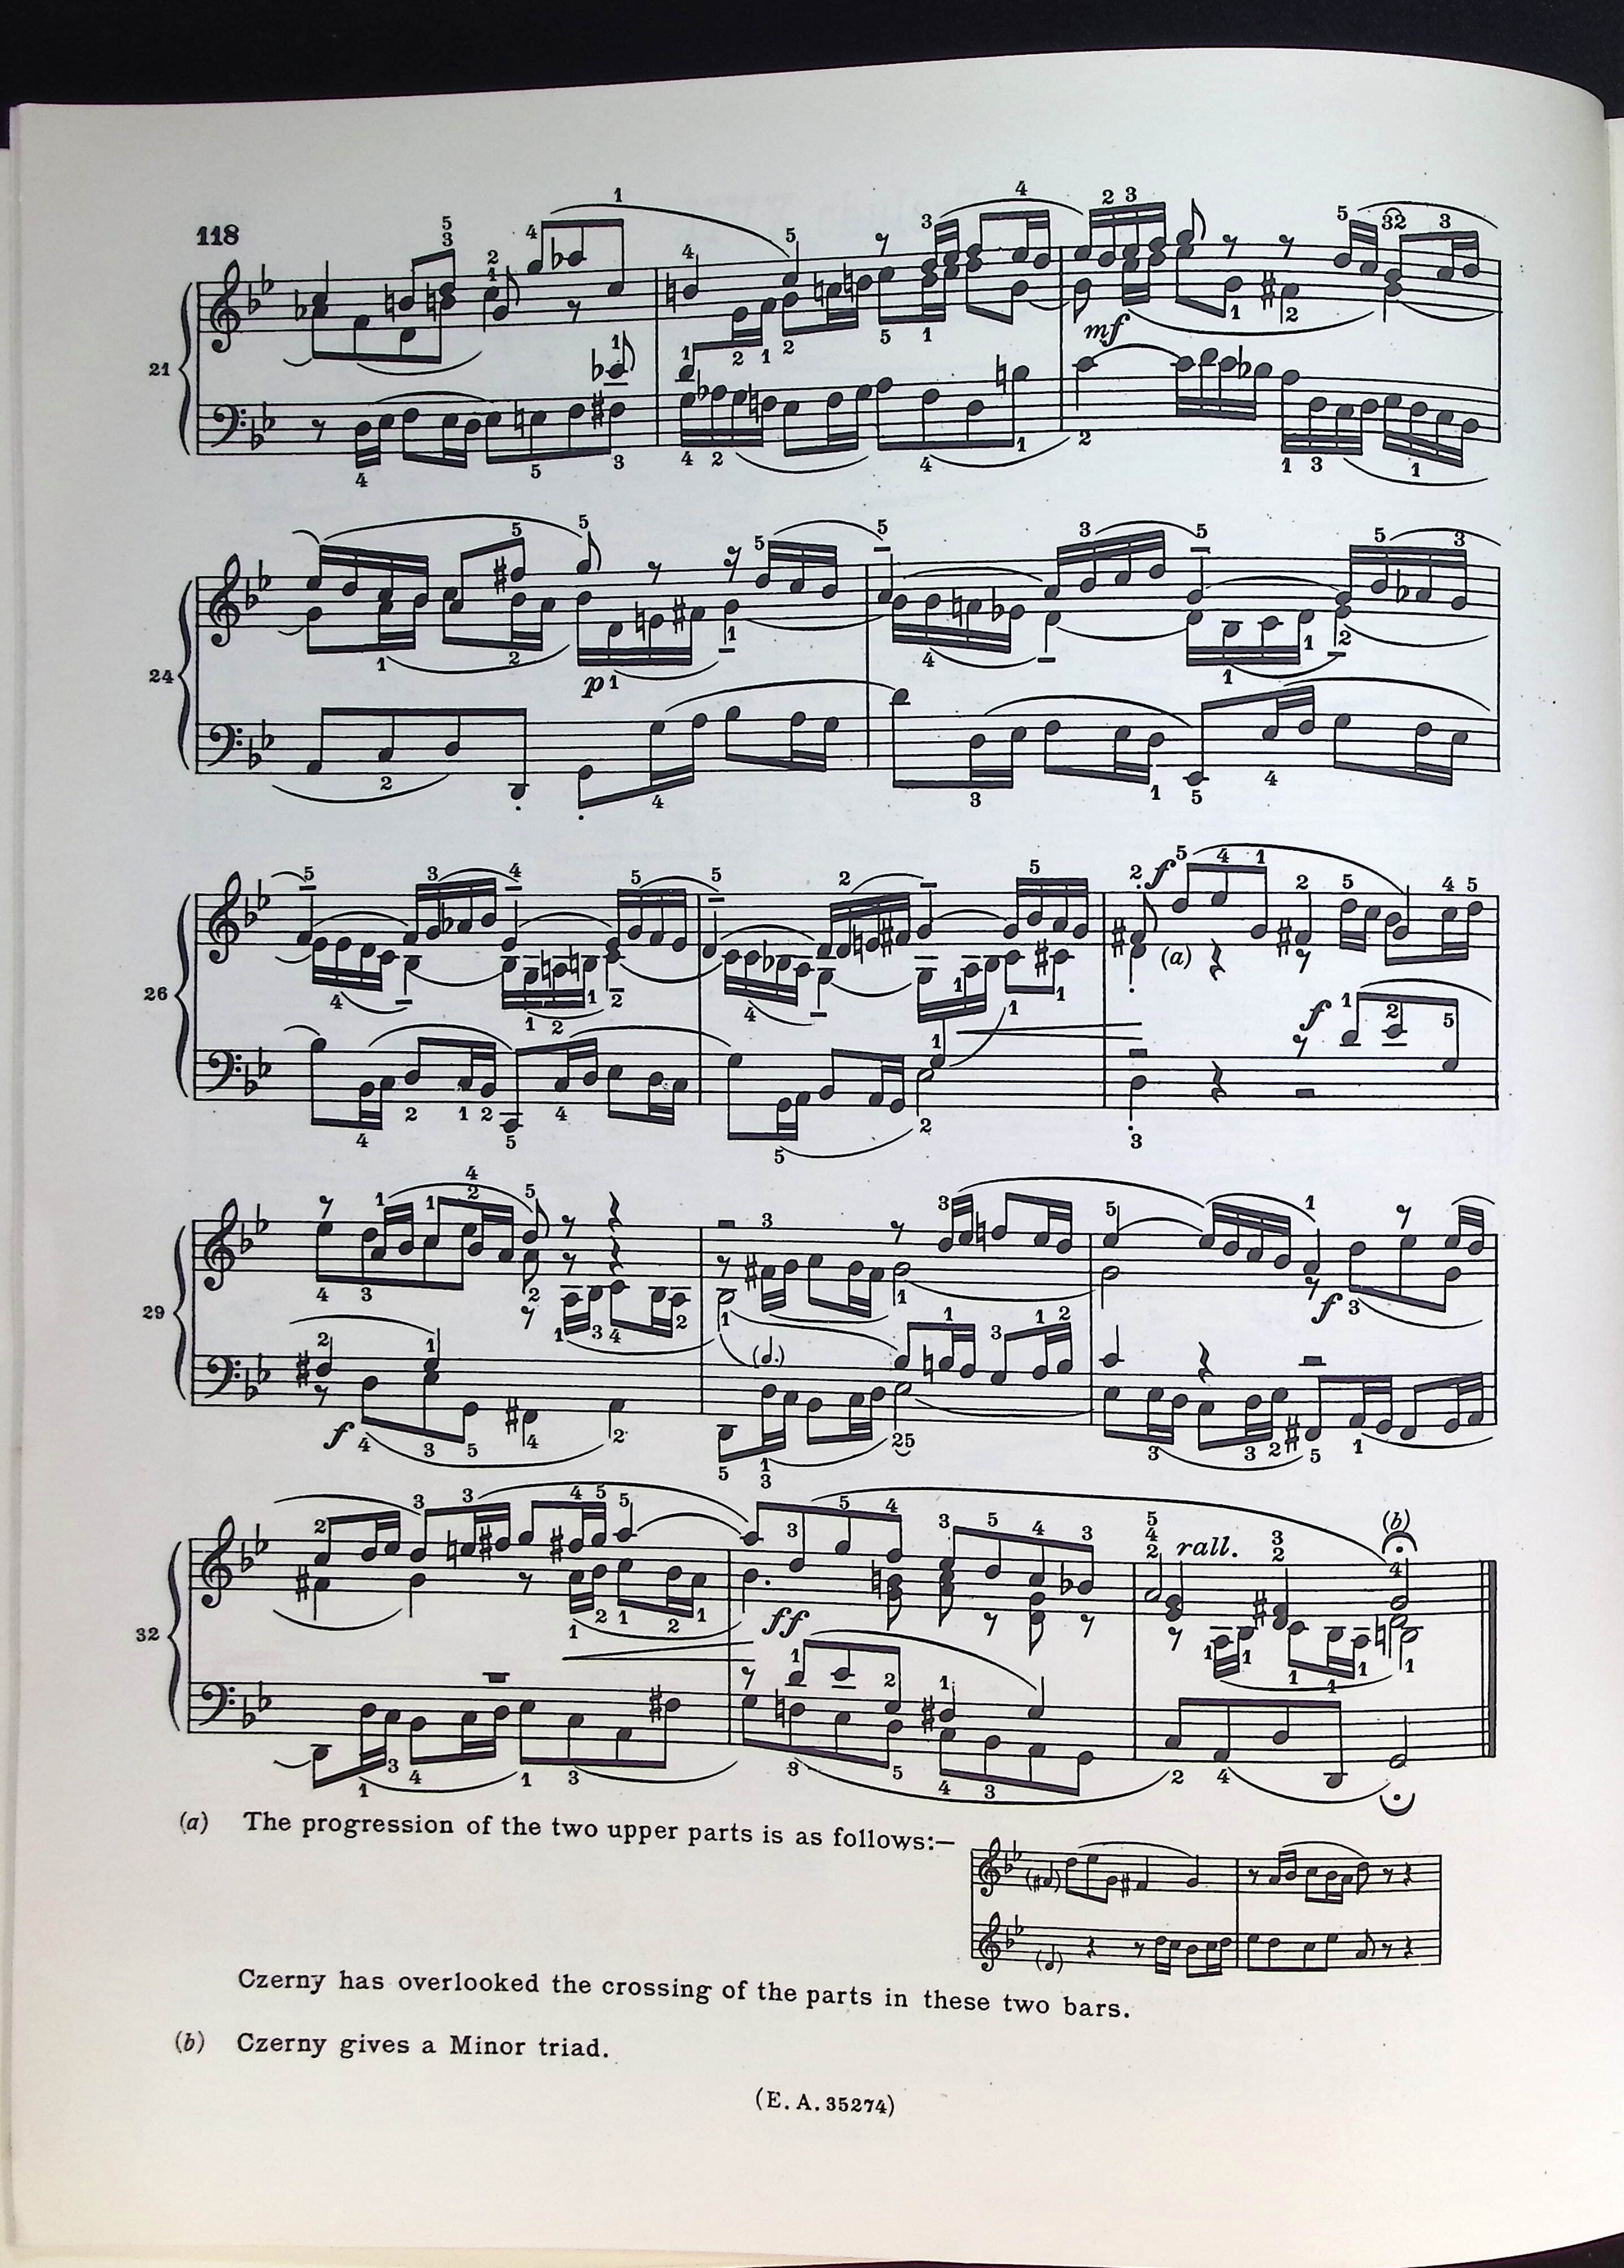 118
21
mf
24
p
26
f
(a)
f
29
f
(.)
f
32
rall.
(b)
ff
(a) The progression of the two upper parts is as follows:—
Czerny has overlooked the crossing of the parts in these two bars.
(b) Czerny gives a Minor triad.
(E. A. 35274)